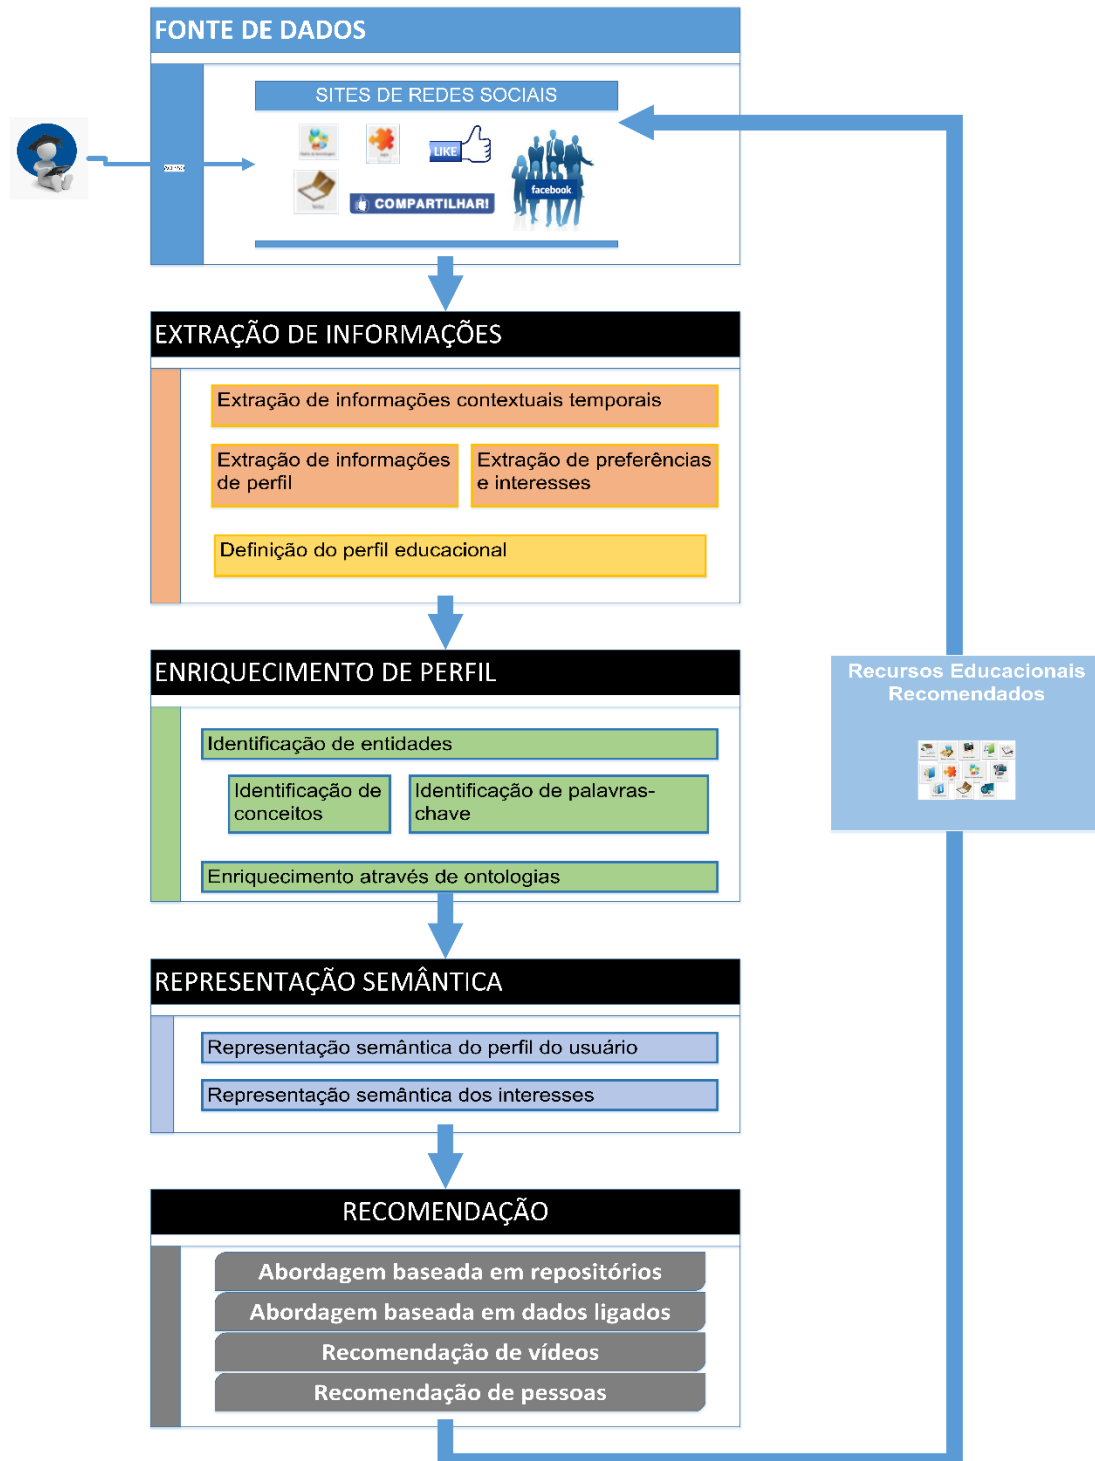 FONTE DE DADOS
SITES DE REDES SOCIAIS
LIKE
facebook
COMPARTILHAR!
EXTRAÇÃO DE INFORMAÇÕES
Extração de informações contextuais temporais
Extração de informações
de perfil
Extração de preferências
e interesses
Definição do perfil educacional
ENRIQUECIMENTO DE PERFIL
Identificação de entidades
Identificação de
conceitos
Identificação de palavras-
chave
Enriquecimento através de ontologias
REPRESENTAÇÃO SEMÂNTICA
Representação semântica do perfil do usuário
Representação semântica dos interesses
RECOMENDAÇÃO
Abordagem baseada em repositórios
Abordagem baseada em dados ligados
Recomendação de vídeos
Recomendação de pessoas
Recursos Educacionais
Recomendados